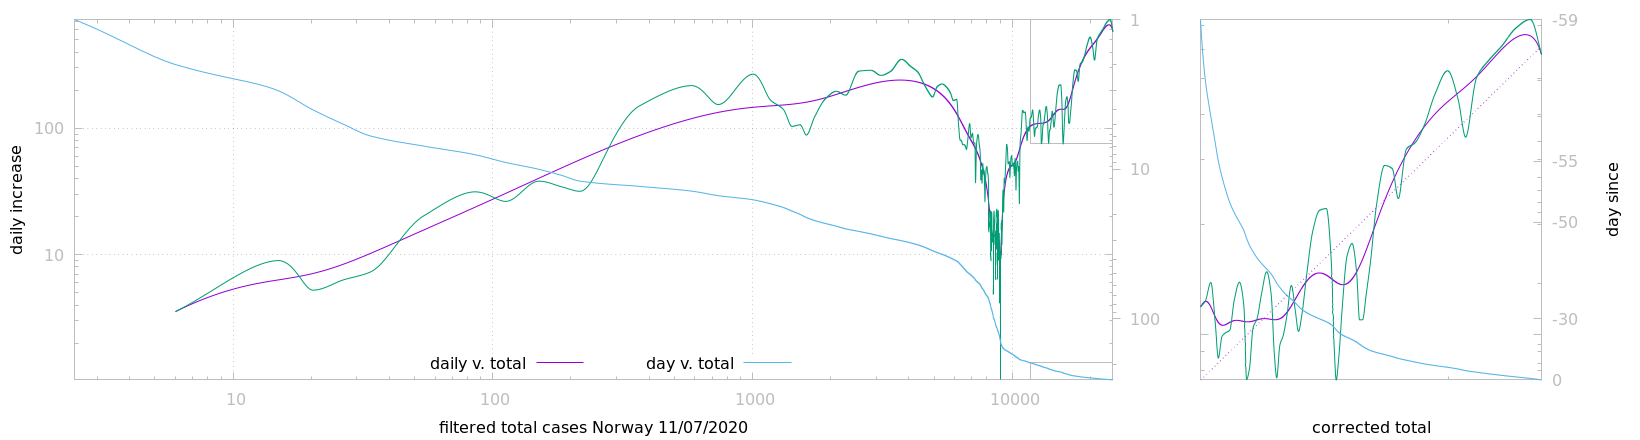 daily increase
100
10
daily v. total
day v. total
10
100
1000
10000
filtered total cases Norway 11/07/2020
1
10
100
-59
-55
-50
-30
0
day since
corrected total